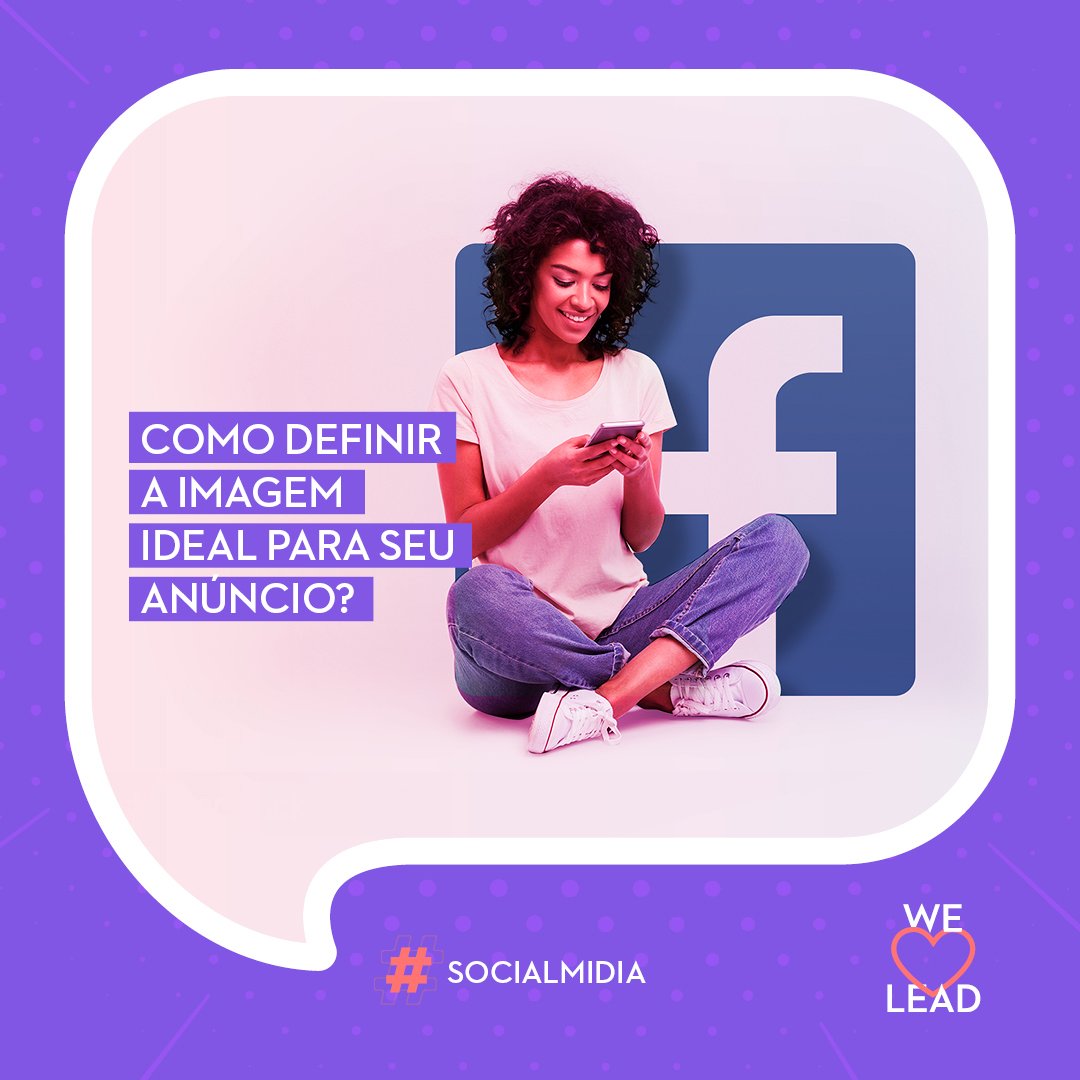 COMO DEFINIR
A IMAGEM
IDEAL PARA SEU
ANÚNCIO?
# SOCIALMIDIA
WE
LEAD